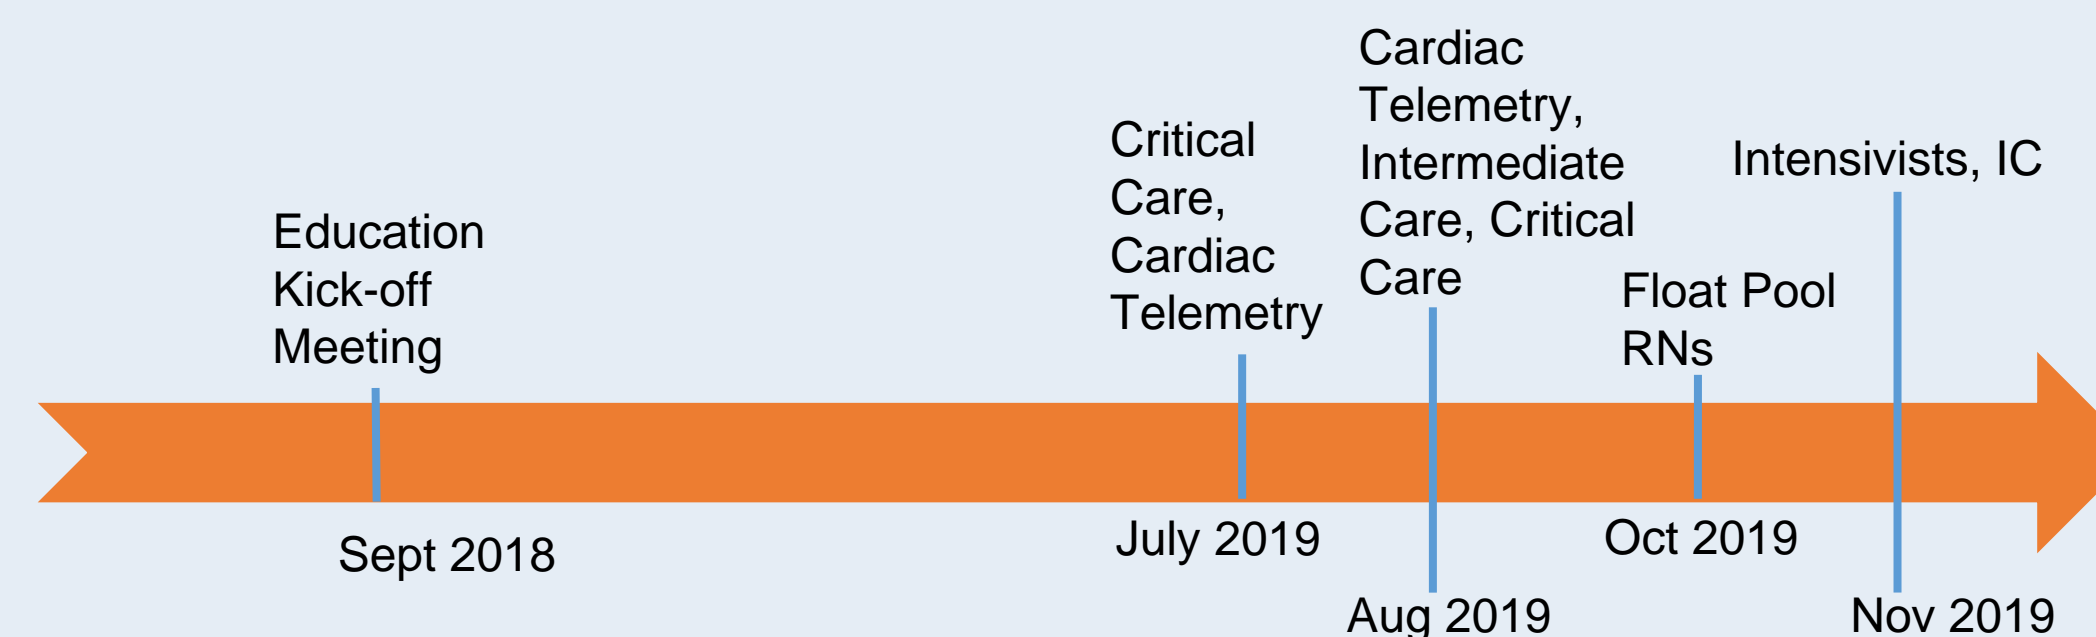 Education
Kick-off
Meeting
Sept 2018
Critical
Care,
Cardiac
Telemetry
July 2019
Cardiac
Telemetry,
Intermediate
Care, Critical
Care
Aug 2019
Float Pool
RNs
Oct 2019
Intensivists, IC
Nov 2019